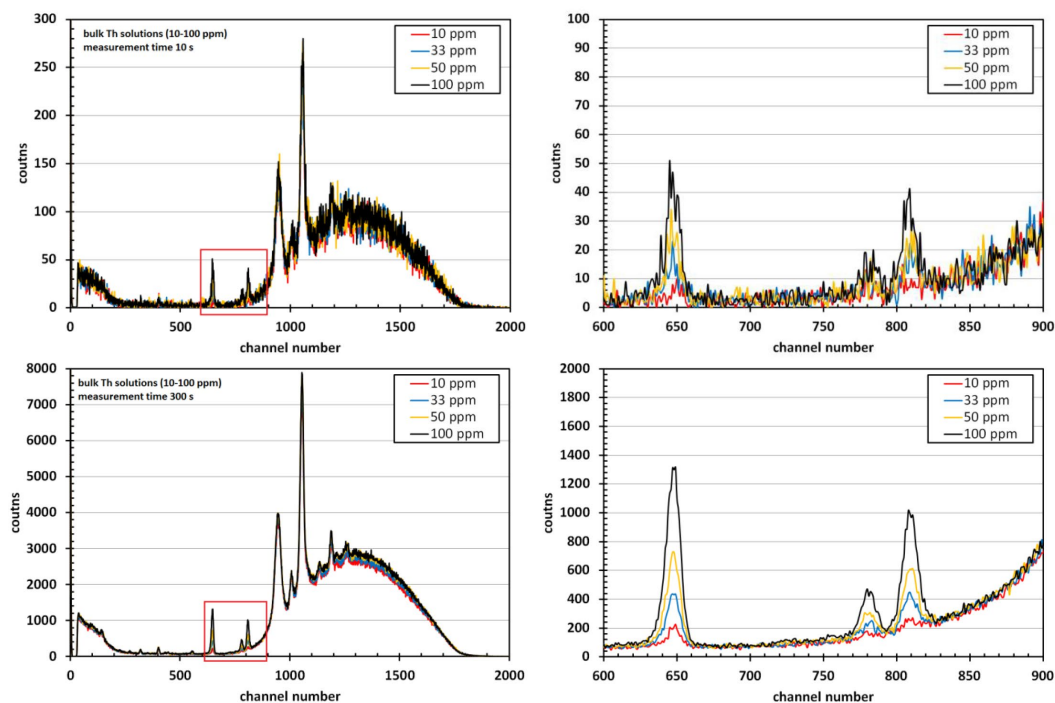 bulk Th solutions (10-100 ppm)
measurement time 10 s
10 ppm
33 ppm
50 ppm
100 ppm
coutns
300
250
200
150
100
50
0
0 500 1000 1500 2000
channel number
10 ppm
33 ppm
50 ppm
100 ppm
coutns
100
90
80
70
60
50
40
30
20
10
0
600 650 700 750 800 850 900
channel number
bulk Th solutions (10-100 ppm)
measurement time 300 s
10 ppm
33 ppm
50 ppm
100 ppm
coutns
8000
7000
6000
5000
4000
3000
2000
1000
0
0 500 1000 1500 2000
channel number
10 ppm
33 ppm
50 ppm
100 ppm
coutns
2000
1800
1600
1400
1200
1000
800
600
400
200
0
600 650 700 750 800 850 900
channel number